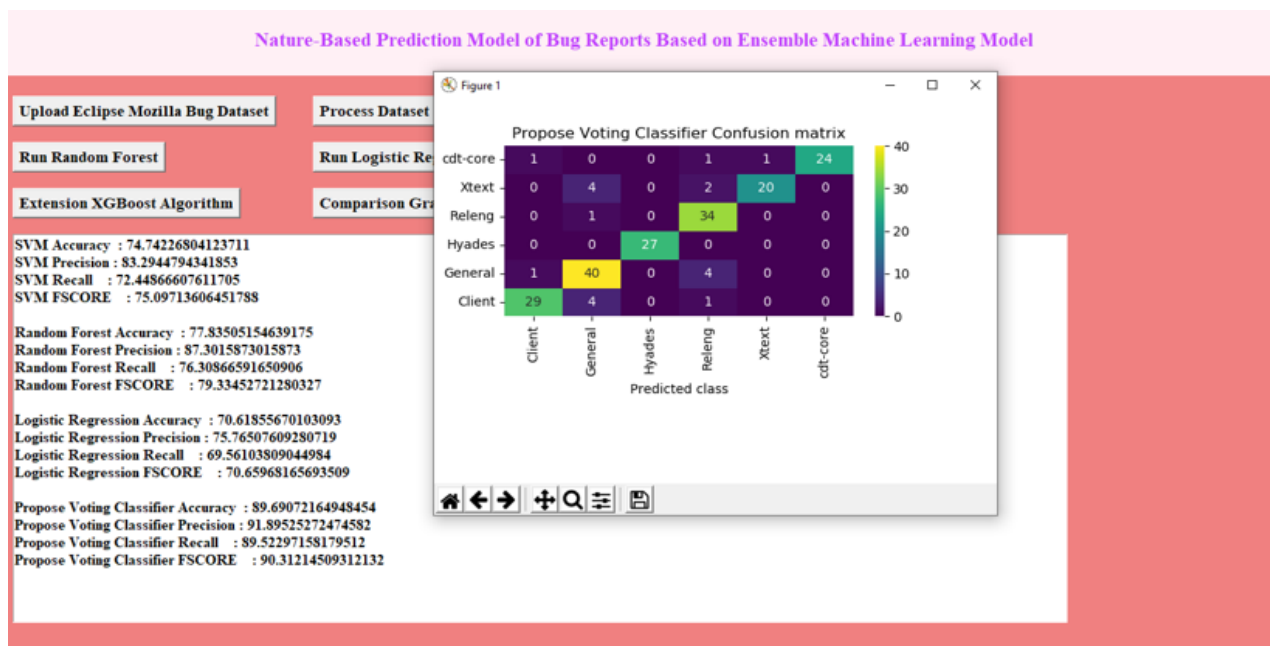 Nature-Based Prediction Model of Bug Reports Based on Ensemble Machine Learning Model
Upload Eclipse Mozilla Bug Dataset
Process Dataset
Run Random Forest
Run Logistic Re
Extension XGBoost Algorithm
Comparison Gra
SVM Accuracy : 74.74226804123711
SVM Precision : 83.2944794341853
SVM Recall : 72.44866607611705
SVM FSCORE : 75.09713606451788
Random Forest Accuracy : 77.83505154639175
Random Forest Precision : 87.3015873015873
Random Forest Recall : 76.30866591650906
Random Forest FSCORE : 79.33452721280327
Logistic Regression Accuracy : 70.61855670103093
Logistic Regression Precision : 75.76507609280719
Logistic Regression Recall : 69.56103809044984
Logistic Regression FSCORE : 70.65968165693509
Propose Voting Classifier Accuracy : 89.69072164948454
Propose Voting Classifier Precision : 91.89525272474582
Propose Voting Classifier Recall : 89.52297158179512
Propose Voting Classifier FSCORE : 90.31214509312132
Figure 1
Propose Voting Classifier Confusion matrix
cdt-core 1 0 0 1 1 24
Xtext 0 4 0 2 20 0
Releng 0 1 0 34 0 0
Hyades 0 0 27 0 0 0
General 1 40 0 4 0 0
Client 29 4 0 1 0 0
Client General Hyades Releng Xtext cdt-core
Predicted class
40
30
20
10
0